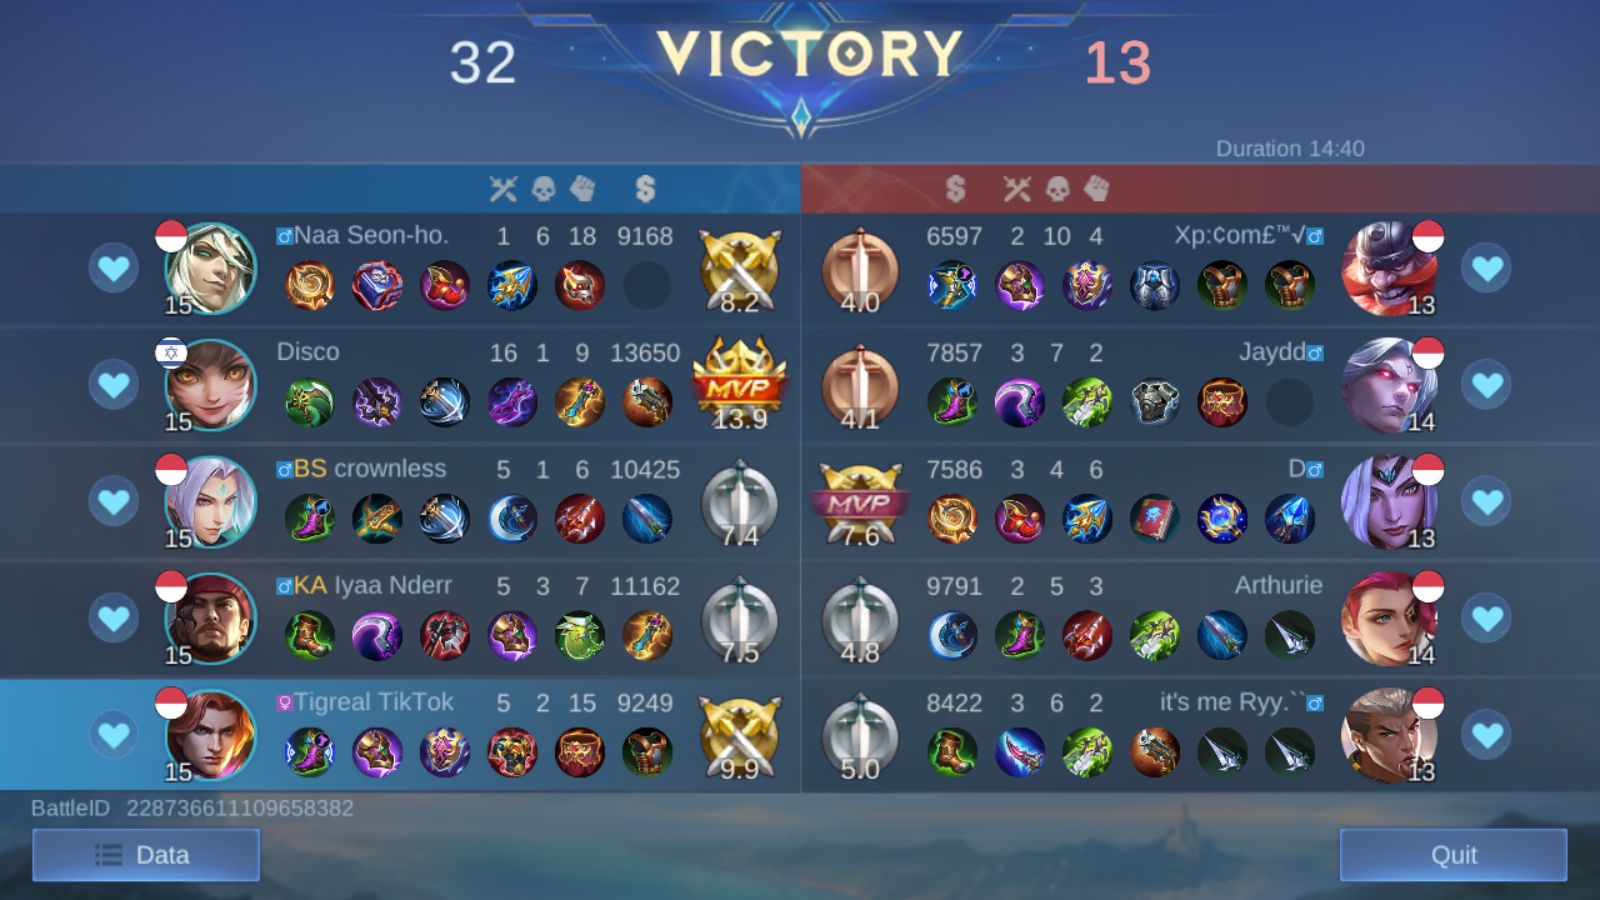 VICTORY
32
13
Duration 14:40
Naa Seon-ho. 1 6 18 9168
15
8.2
4.0
6597 2 10 4 Xp:¢om£™√
13
Disco 16 1 9 13650
15
MVP
13.9
4.1
7857 3 7 2 Jaydd
14
BS crownless 5 1 6 10425
15
7.4
MVP
7.6
7586 3 4 6 D
13
KA Iyaa Nderr 5 3 7 11162
15
7.5
4.8
9791 2 5 3 Arthurie
14
Tigreal TikTok 5 2 15 9249
15
9.9
5.0
8422 3 6 2 it's me Ryy.``
13
BattleID 228736611109658382
Data
Quit